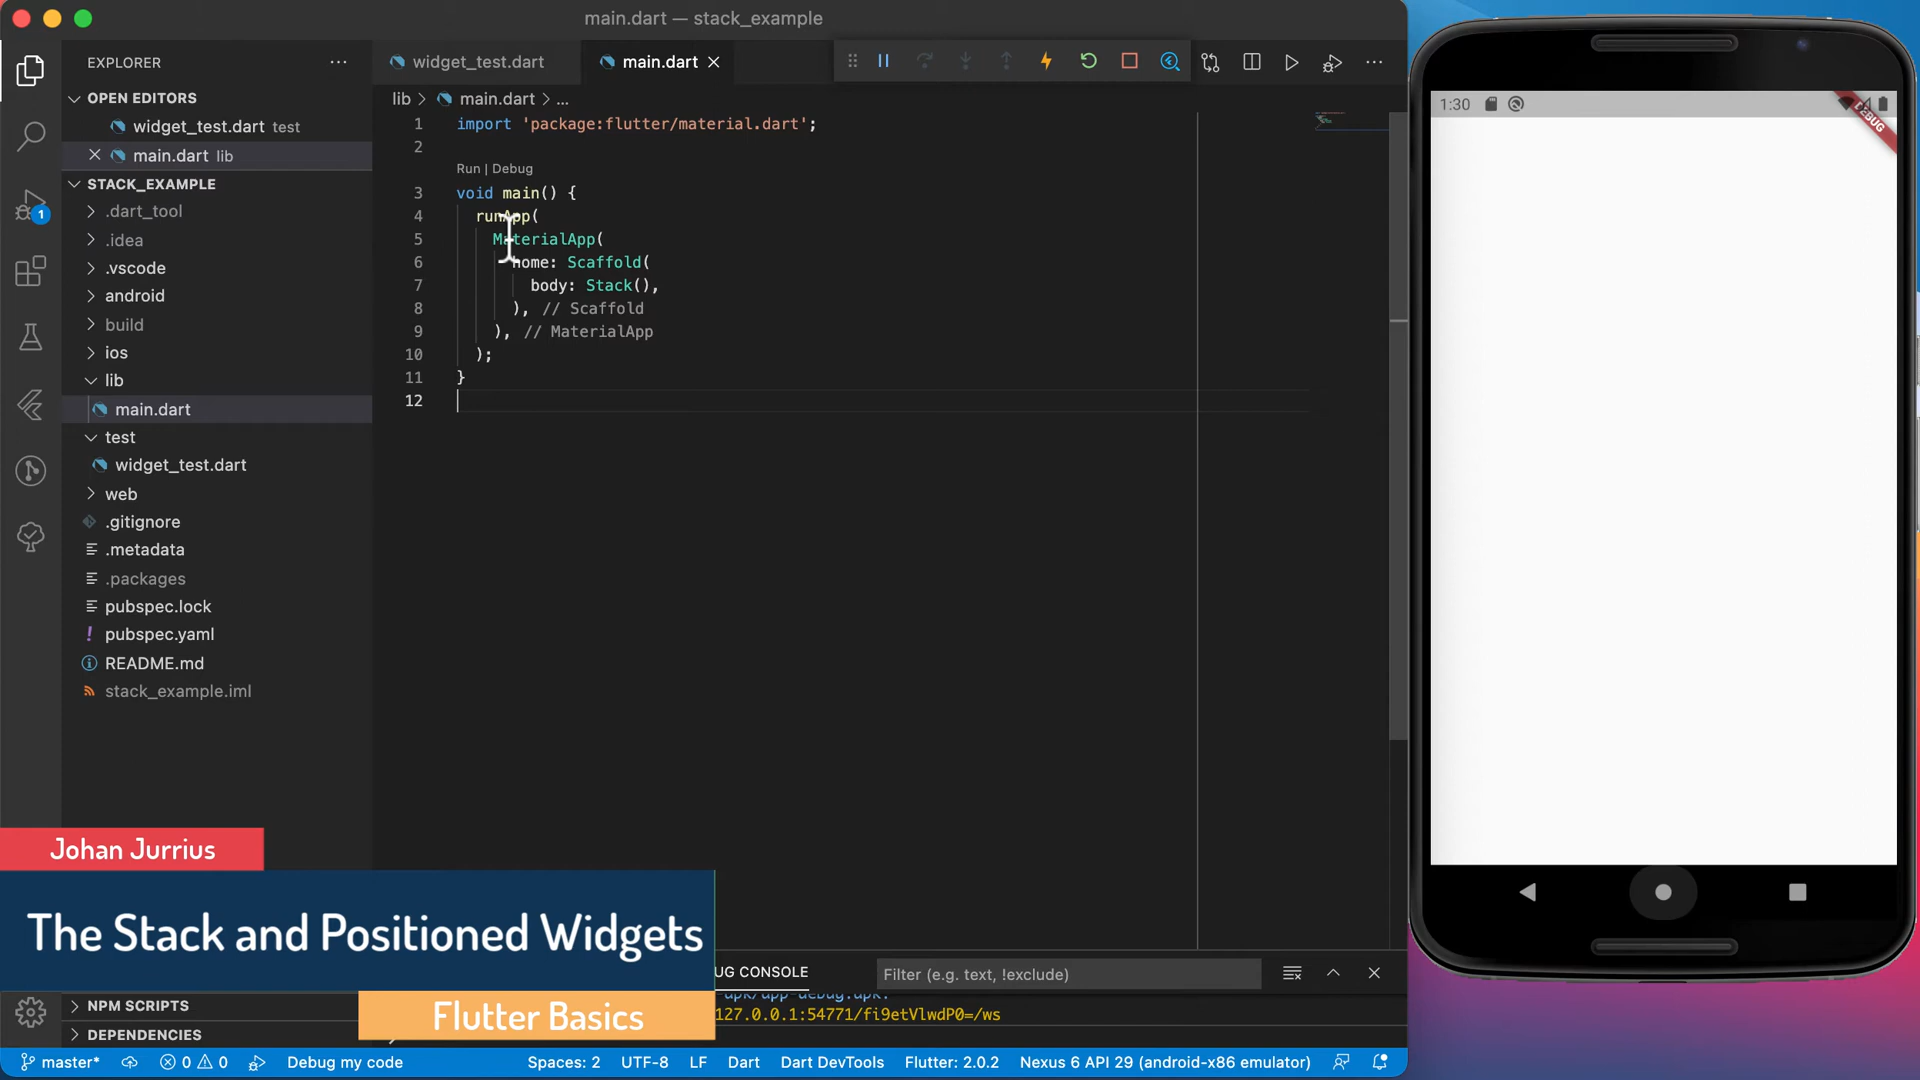 main.dart — stack_example
EXPLORER
OPEN EDITORS
widget_test.dart test
main.dart lib
STACK_EXAMPLE
.dart_tool
.idea
.vscode
android
build
ios
lib
main.dart
test
widget_test.dart
web
.gitignore
.metadata
.packages
pubspec.lock
pubspec.yaml
README.md
stack_example.iml
NPM SCRIPTS
DEPENDENCIES
1
widget_test.dart
main.dart
lib > main.dart > ...
1 import 'package:flutter/material.dart';
2
Run | Debug
3 void main() {
4 runApp(
5 MaterialApp(
6 home: Scaffold(
7 body: Stack(),
8 ), // Scaffold
9 ), // MaterialApp
10 );
11 }
12
1:30
DEBUG
Johan Jurrius
The Stack and Positioned Widgets
Flutter Basics
UG CONSOLE
Filter (e.g. text, !exclude)
-apk/app-debug.apk.
127.0.0.1:54771/fi9etVlwdP0=/ws
master* 0 0 Debug my code Spaces: 2 UTF-8 LF Dart Dart DevTools Flutter: 2.0.2 Nexus 6 API 29 (android-x86 emulator)